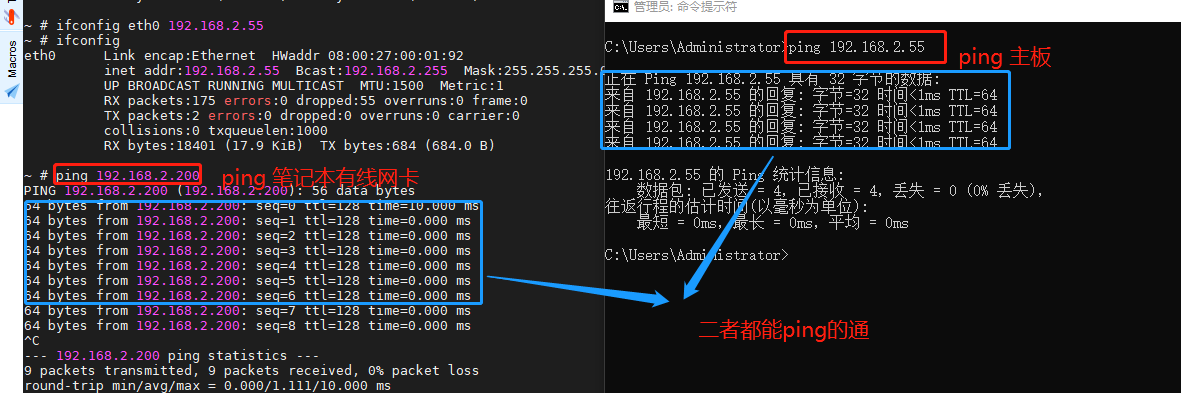 Macros
~ # ifconfig eth0 192.168.2.55
~ # ifconfig
eth0      Link encap:Ethernet  HWaddr 08:00:27:00:01:92
          inet addr:192.168.2.55  Bcast:192.168.2.255  Mask:255.255.255.
          UP BROADCAST RUNNING MULTICAST  MTU:1500  Metric:1
          RX packets:175 errors:0 dropped:55 overruns:0 frame:0
          TX packets:2 errors:0 dropped:0 overruns:0 carrier:0
          collisions:0 txqueuelen:1000
          RX bytes:18401 (17.9 KiB)  TX bytes:684 (684.0 B)
~ # ping 192.168.2.200
ping 笔记本有线网卡
PING 192.168.2.200 (192.168.2.200): 56 data bytes
64 bytes from 192.168.2.200: seq=0 ttl=128 time=10.000 ms
64 bytes from 192.168.2.200: seq=1 ttl=128 time=0.000 ms
64 bytes from 192.168.2.200: seq=2 ttl=128 time=0.000 ms
64 bytes from 192.168.2.200: seq=3 ttl=128 time=0.000 ms
64 bytes from 192.168.2.200: seq=4 ttl=128 time=0.000 ms
64 bytes from 192.168.2.200: seq=5 ttl=128 time=0.000 ms
64 bytes from 192.168.2.200: seq=6 ttl=128 time=0.000 ms
64 bytes from 192.168.2.200: seq=7 ttl=128 time=0.000 ms
64 bytes from 192.168.2.200: seq=8 ttl=128 time=0.000 ms
^C
--- 192.168.2.200 ping statistics ---
9 packets transmitted, 9 packets received, 0% packet loss
round-trip min/avg/max = 0.000/1.111/10.000 ms
管理员: 命令提示符
C:\Users\Administrator>ping 192.168.2.55
ping 主板
正在 Ping 192.168.2.55 具有 32 字节的数据:
来自 192.168.2.55 的回复: 字节=32 时间<1ms TTL=64
来自 192.168.2.55 的回复: 字节=32 时间<1ms TTL=64
来自 192.168.2.55 的回复: 字节=32 时间<1ms TTL=64
来自 192.168.2.55 的回复: 字节=32 时间<1ms TTL=64
192.168.2.55 的 Ping 统计信息:
    数据包: 已发送 = 4, 已接收 = 4, 丢失 = 0 (0% 丢失),
往返行程的估计时间(以毫秒为单位):
    最短 = 0ms, 最长 = 0ms, 平均 = 0ms
C:\Users\Administrator>
二者都能ping的通